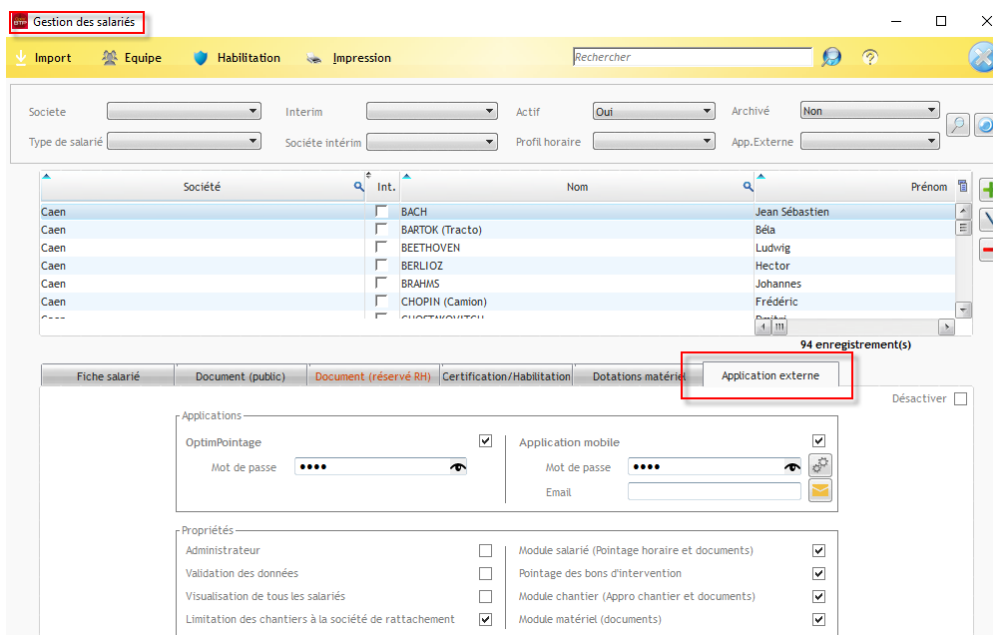 Gestion des salariés
Import Equipe Habilitation Impression Rechercher
Societe Interim Actif Oui Archivé Non
Type de salarié Sociéte intérim Profil horaire App.Externe
Société Int. Nom Prénom
Caen BACH Jean Sébastien
Caen BARTOK (Tracto) Béla
Caen BEETHOVEN Ludwig
Caen BERLIOZ Hector
Caen BRAHMS Johannes
Caen CHOPIN (Camion) Frédéric
94 enregistrement(s)
Fiche salarié Document (public) Document (réservé RH) Certification/Habilitation Dotations matériel Application externe
Désactiver
Applications
OptimPointage Application mobile
Mot de passe •••• Mot de passe ••••
Email
Propriétés
Administrateur Module salarié (Pointage horaire et documents)
Validation des données Pointage des bons d'intervention
Visualisation de tous les salariés Module chantier (Appro chantier et documents)
Limitation des chantiers à la société de rattachement Module matériel (documents)